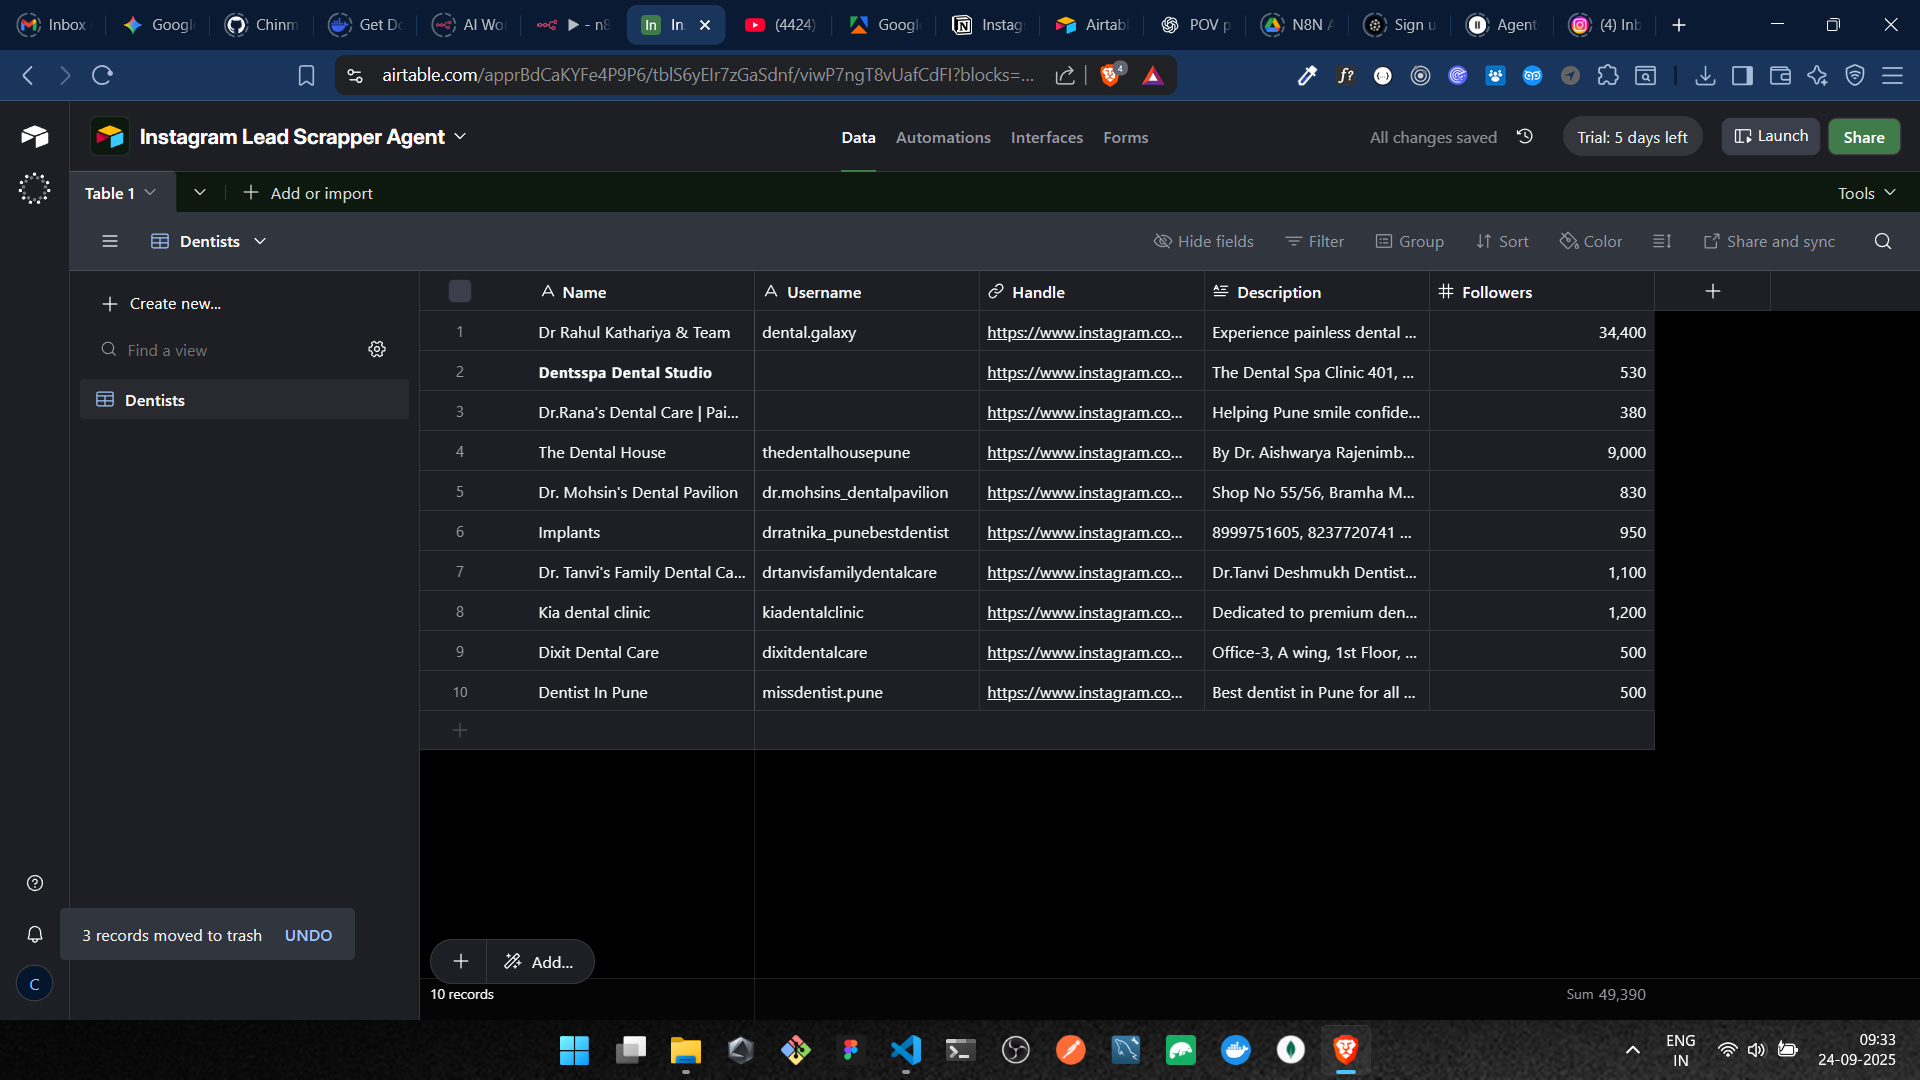 Inbox
Google
Chinm
Get Do
AI Wo
▶ - n8
In
(4424)
Googl
Instag
Airtabl
POV p
N8N A
Sign u
Agent
(4) Inb
airtable.com/apprBdCaKYFe4P9P6/tblS6yEIr7zGaSdnf/viwP7ngT8vUafCdFI?blocks=...
4
Instagram Lead Scrapper Agent
Data
Automations
Interfaces
Forms
All changes saved
Trial: 5 days left
Launch
Share
Table 1
Add or import
Tools
Dentists
Hide fields
Filter
Group
Sort
Color
Share and sync
Create new...
Find a view
Dentists
Name Username Handle Description Followers
1 Dr Rahul Kathariya & Team dental.galaxy https://www.instagram.co... Experience painless dental ... 34,400
2 Dentsspa Dental Studio https://www.instagram.co... The Dental Spa Clinic 401, ... 530
3 Dr.Rana's Dental Care | Pai... https://www.instagram.co... Helping Pune smile confide... 380
4 The Dental House thedentalhousepune https://www.instagram.co... By Dr. Aishwarya Rajenimb... 9,000
5 Dr. Mohsin's Dental Pavilion dr.mohsins_dentalpavilion https://www.instagram.co... Shop No 55/56, Bramha M... 830
6 Implants drratnika_punebestdentist https://www.instagram.co... 8999751605, 8237720741 ... 950
7 Dr. Tanvi's Family Dental Ca... drtanvisfamilydentalcare https://www.instagram.co... Dr.Tanvi Deshmukh Dentist... 1,100
8 Kia dental clinic kiadentalclinic https://www.instagram.co... Dedicated to premium den... 1,200
9 Dixit Dental Care dixitdentalcare https://www.instagram.co... Office-3, A wing, 1st Floor, ... 500
10 Dentist In Pune missdentist.pune https://www.instagram.co... Best dentist in Pune for all ... 500
3 records moved to trash UNDO
C
Add...
10 records
Sum 49,390
ENG
IN
09:33
24-09-2025